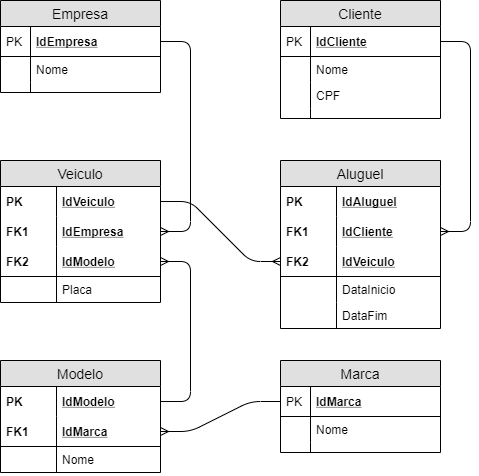 Empresa
PK IdEmpresa
Nome
Cliente
PK IdCliente
Nome
CPF
Veiculo
PK IdVeiculo
FK1 IdEmpresa
FK2 IdModelo
Placa
Aluguel
PK IdAluguel
FK1 IdCliente
FK2 IdVeiculo
DataInicio
DataFim
Modelo
PK IdModelo
FK1 IdMarca
Nome
Marca
PK IdMarca
Nome